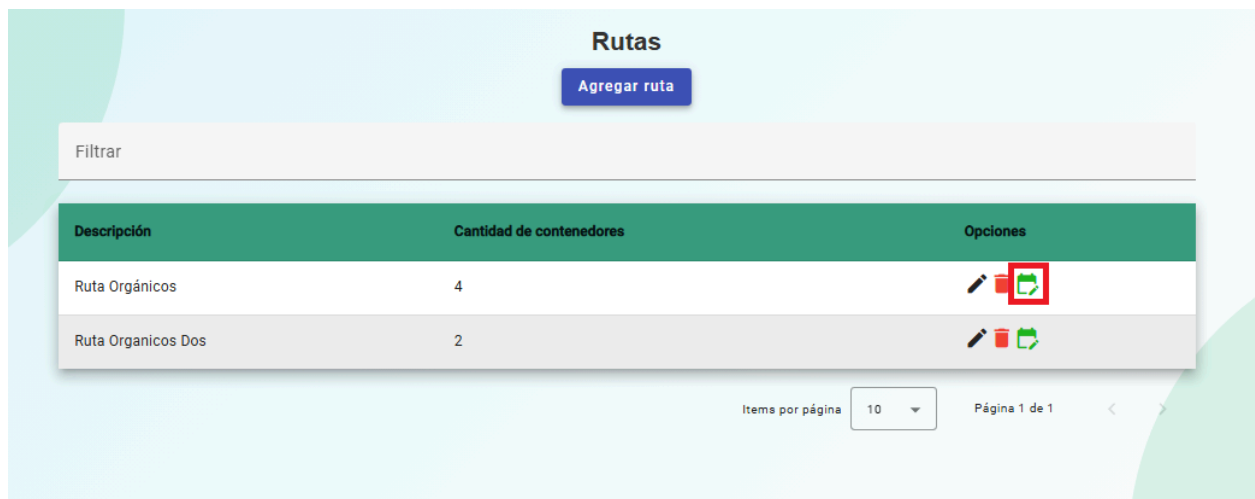 Rutas
Agregar ruta
Filtrar
Descripción Cantidad de contenedores Opciones
Ruta Orgánicos 4
Ruta Organicos Dos 2
Items por página 10 Página 1 de 1